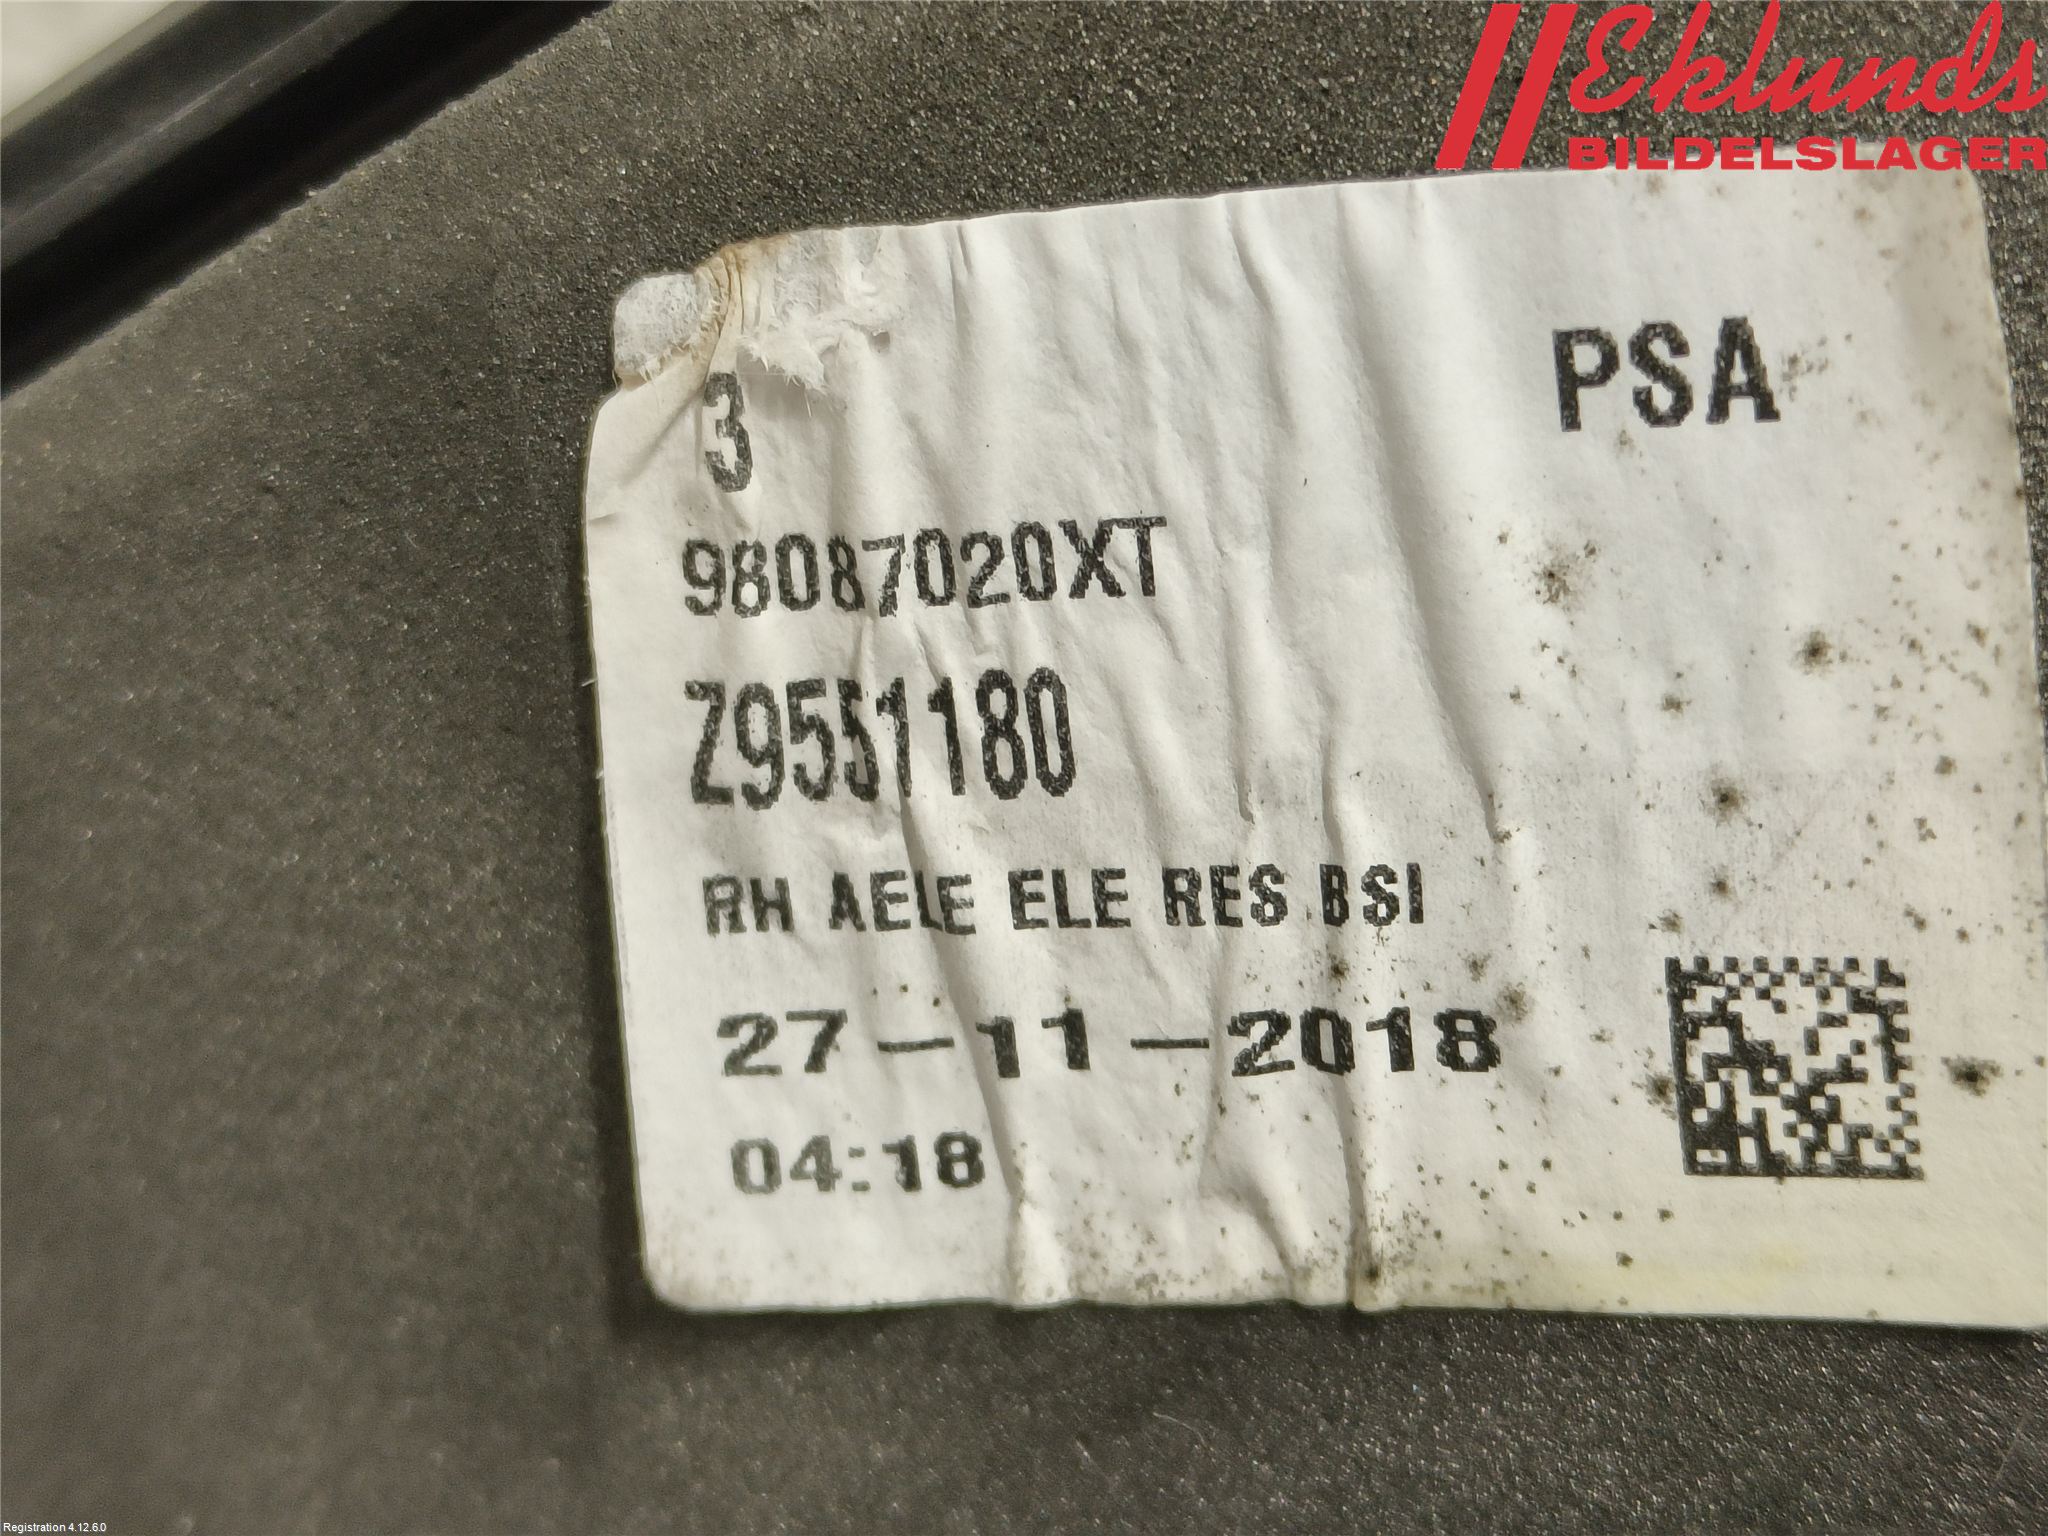 Eklunds
BILDELSLAGER
PSA
3
98087020XT
Z9551180
RH AELE ELE RES BSI
27-11-2018
04:18
Registration 4.12.6.0